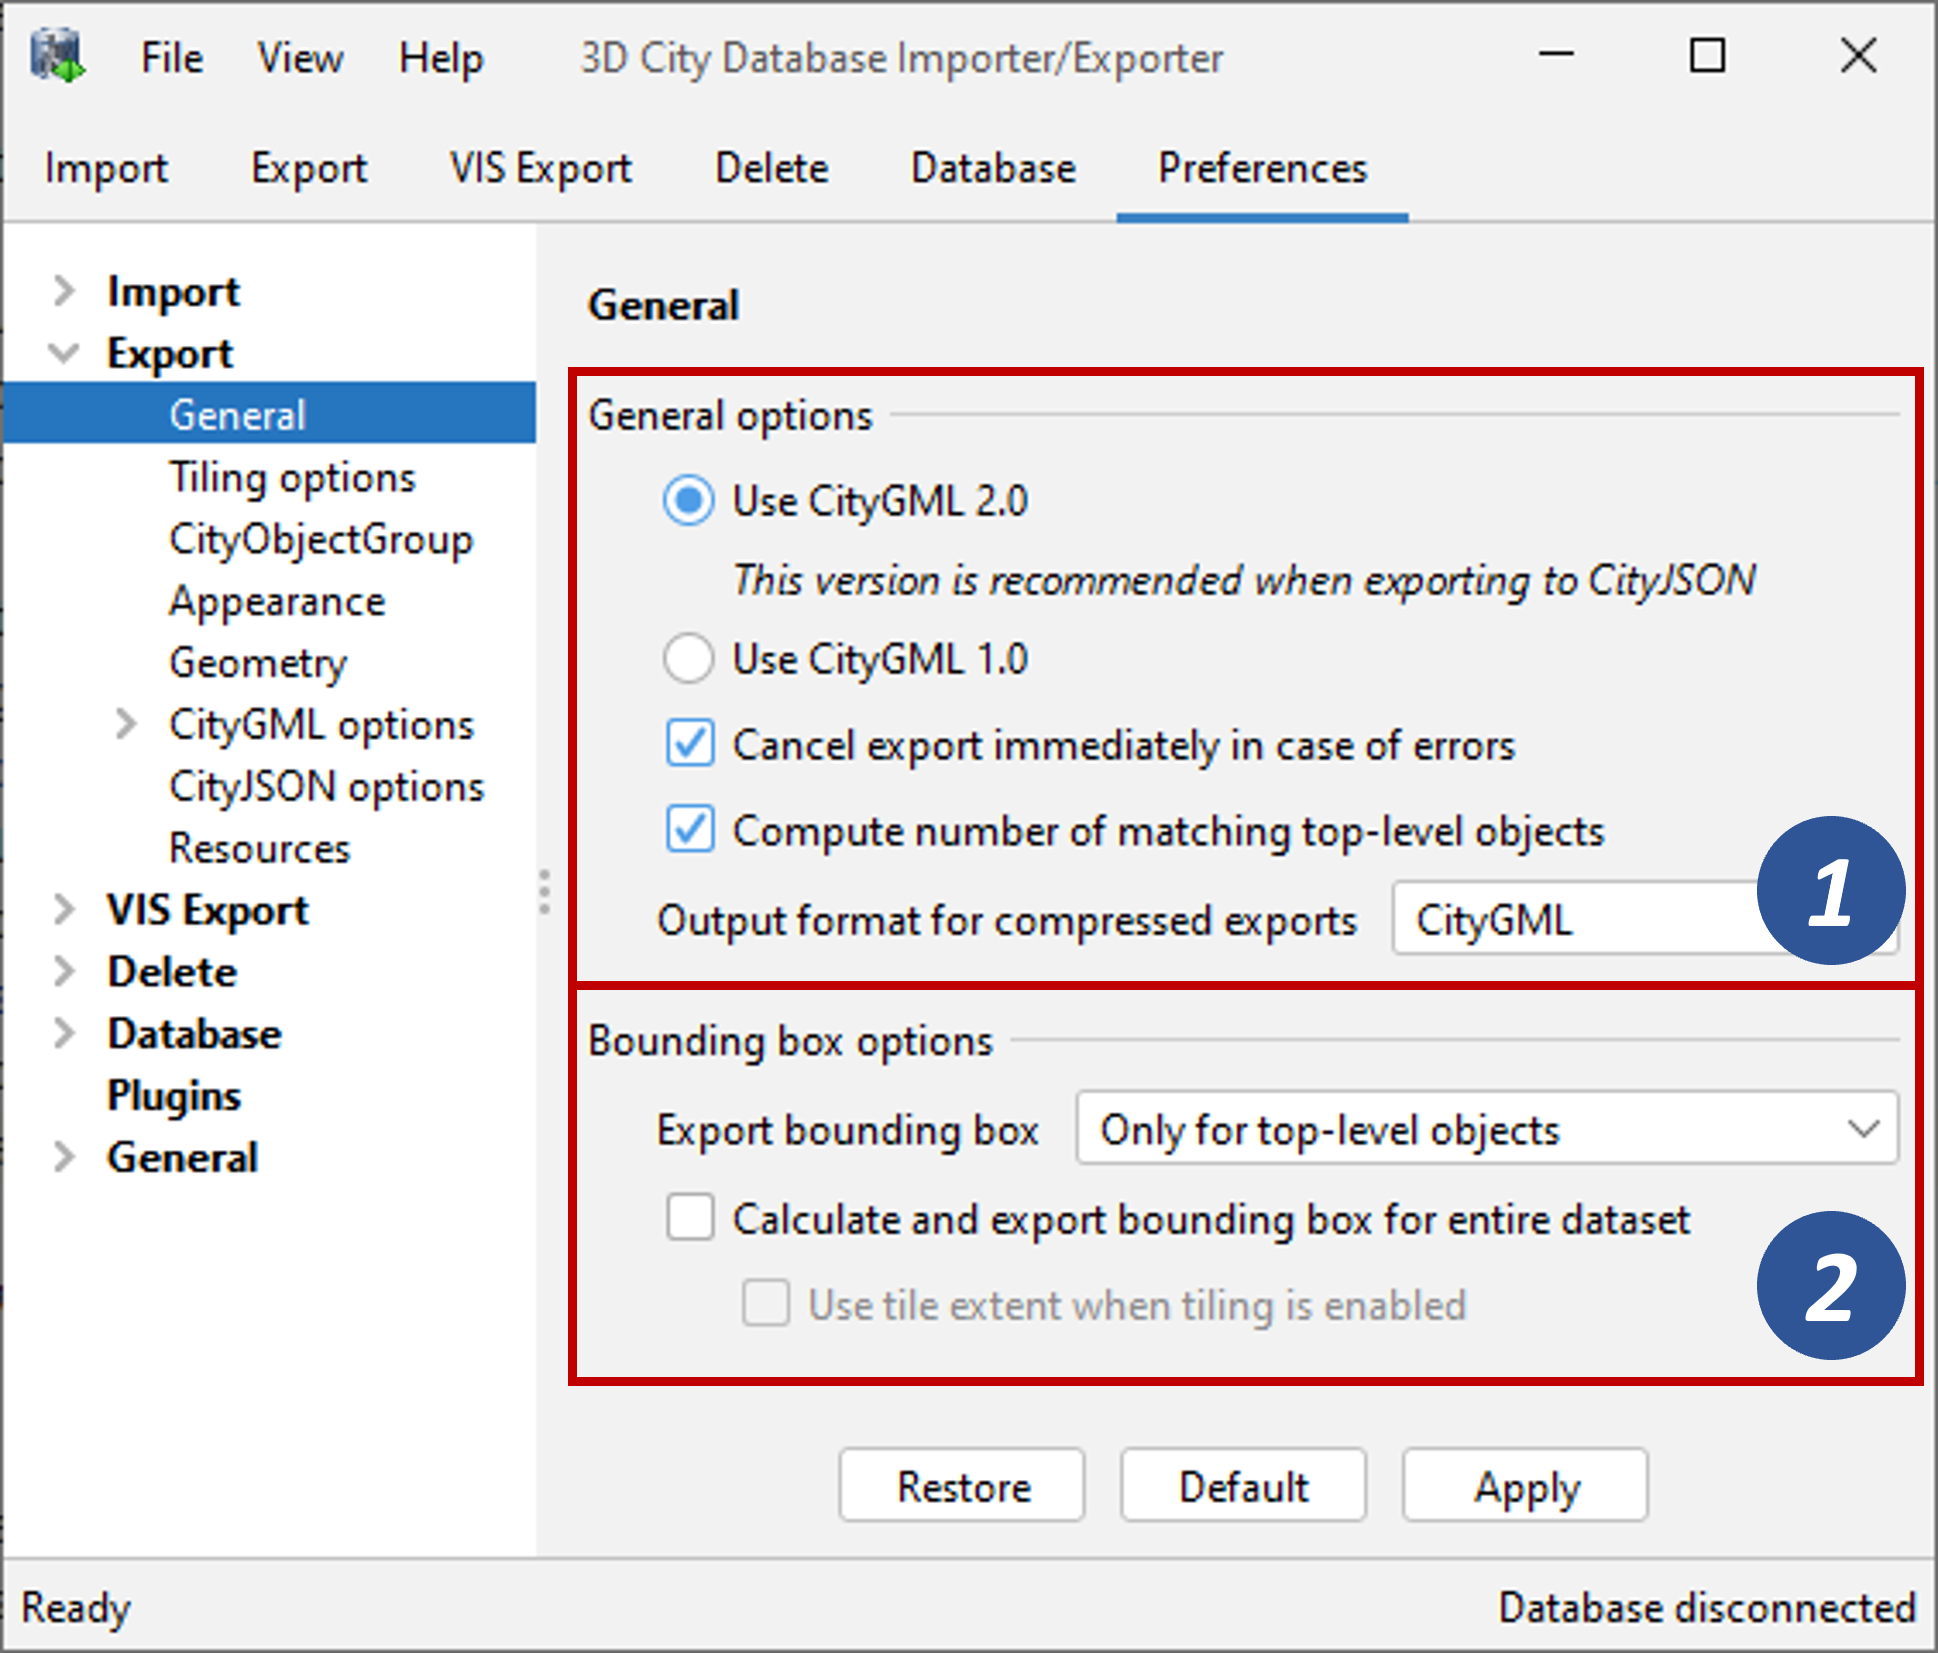 File View Help 3D City Database Importer/Exporter
Import Export VIS Export Delete Database Preferences
Import
Export
General
Tiling options
CityObjectGroup
Appearance
Geometry
CityGML options
CityJSON options
Resources
VIS Export
Delete
Database
Plugins
General
General
General options
Use CityGML 2.0
This version is recommended when exporting to CityJSON
Use CityGML 1.0
Cancel export immediately in case of errors
Compute number of matching top-level objects
Output format for compressed exports CityGML
1
Bounding box options
Export bounding box Only for top-level objects
Calculate and export bounding box for entire dataset
Use tile extent when tiling is enabled
2
Restore Default Apply
Ready Database disconnected